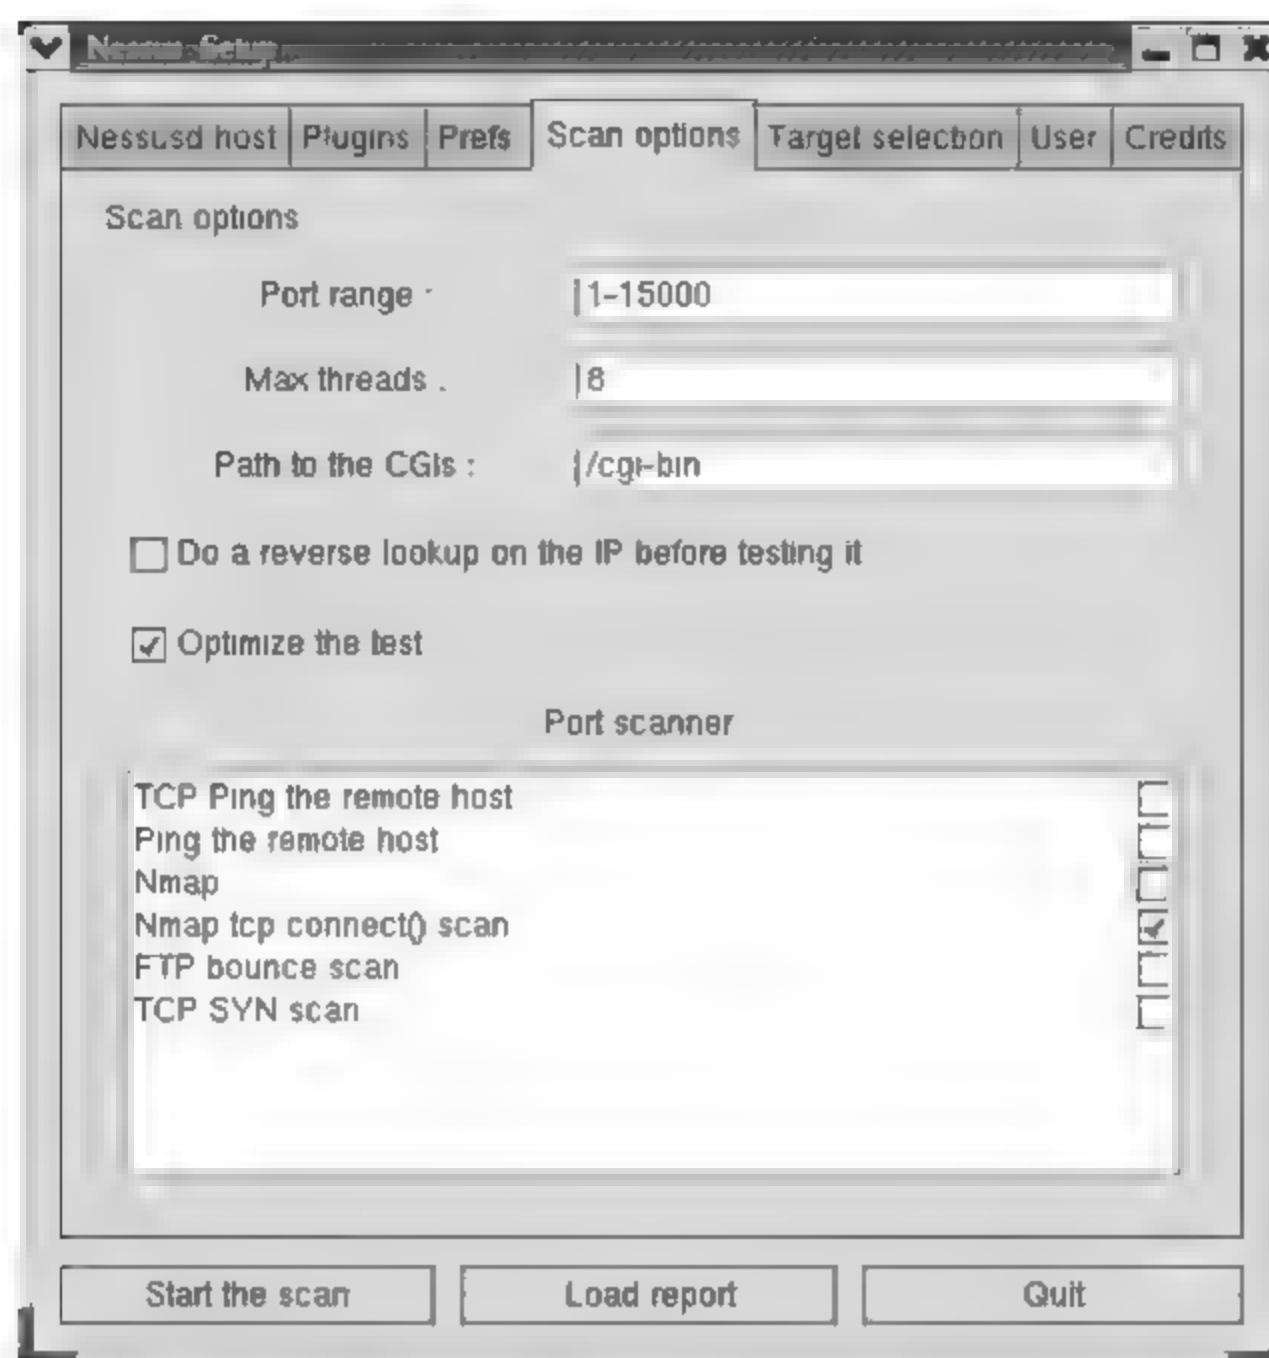 Nessus Setup
Nessusd host Plugins Prefs Scan options Target selection User Credits
Scan options
Port range :
1-15000
Max threads :
8
Path to the CGIs :
/cgi-bin
Do a reverse lookup on the IP before testing it
Optimize the test
Port scanner
TCP Ping the remote host
Ping the remote host
Nmap
Nmap tcp connect() scan
FTP bounce scan
TCP SYN scan
Start the scan Load report Quit